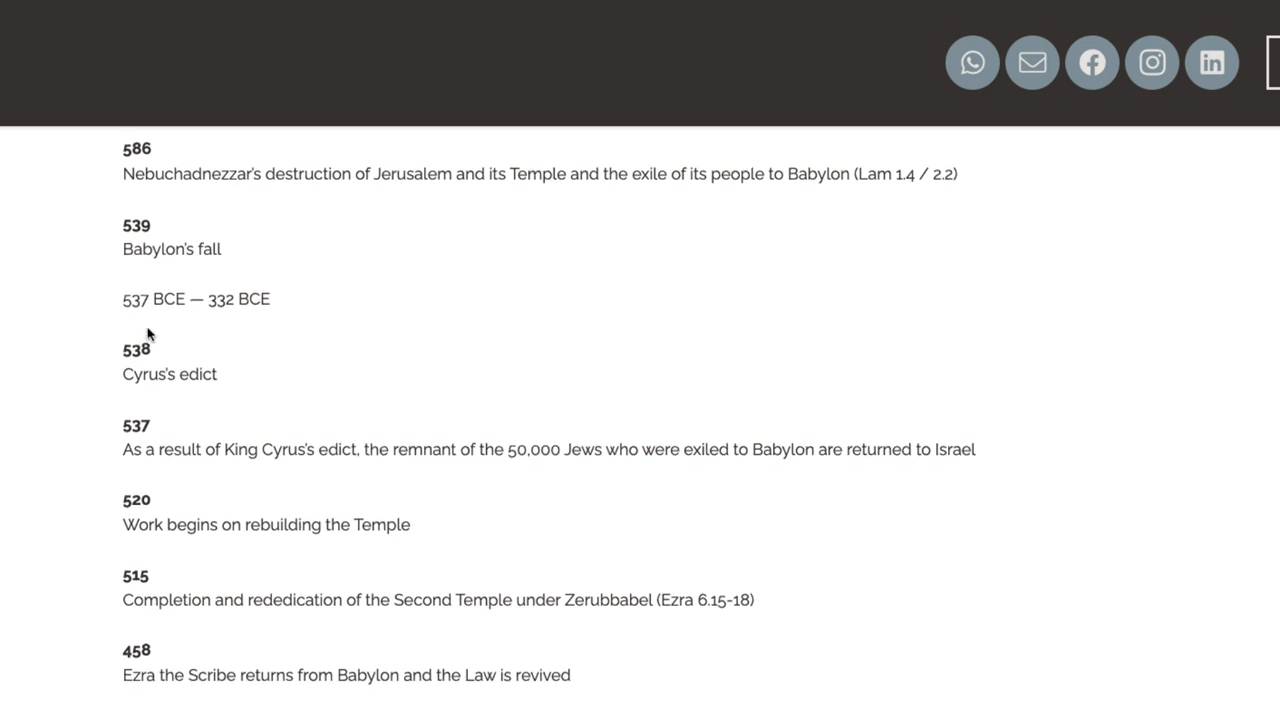 586
Nebuchadnezzar's destruction of Jerusalem and its Temple and the exile of its people to Babylon (Lam 1.4 / 2.2)
539
Babylon's fall
537 BCE — 332 BCE
538
Cyrus's edict
537
As a result of King Cyrus's edict, the remnant of the 50,000 Jews who were exiled to Babylon are returned to Israel
520
Work begins on rebuilding the Temple
515
Completion and rededication of the Second Temple under Zerubbabel (Ezra 6.15-18)
458
Ezra the Scribe returns from Babylon and the Law is revived